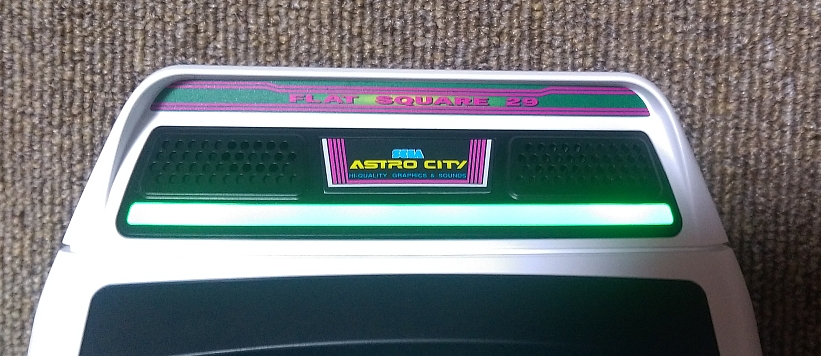 FLAT SQUARE 29
SEGA
ASTRO CITY
HI-QUALITY GRAPHICS & SOUNDS